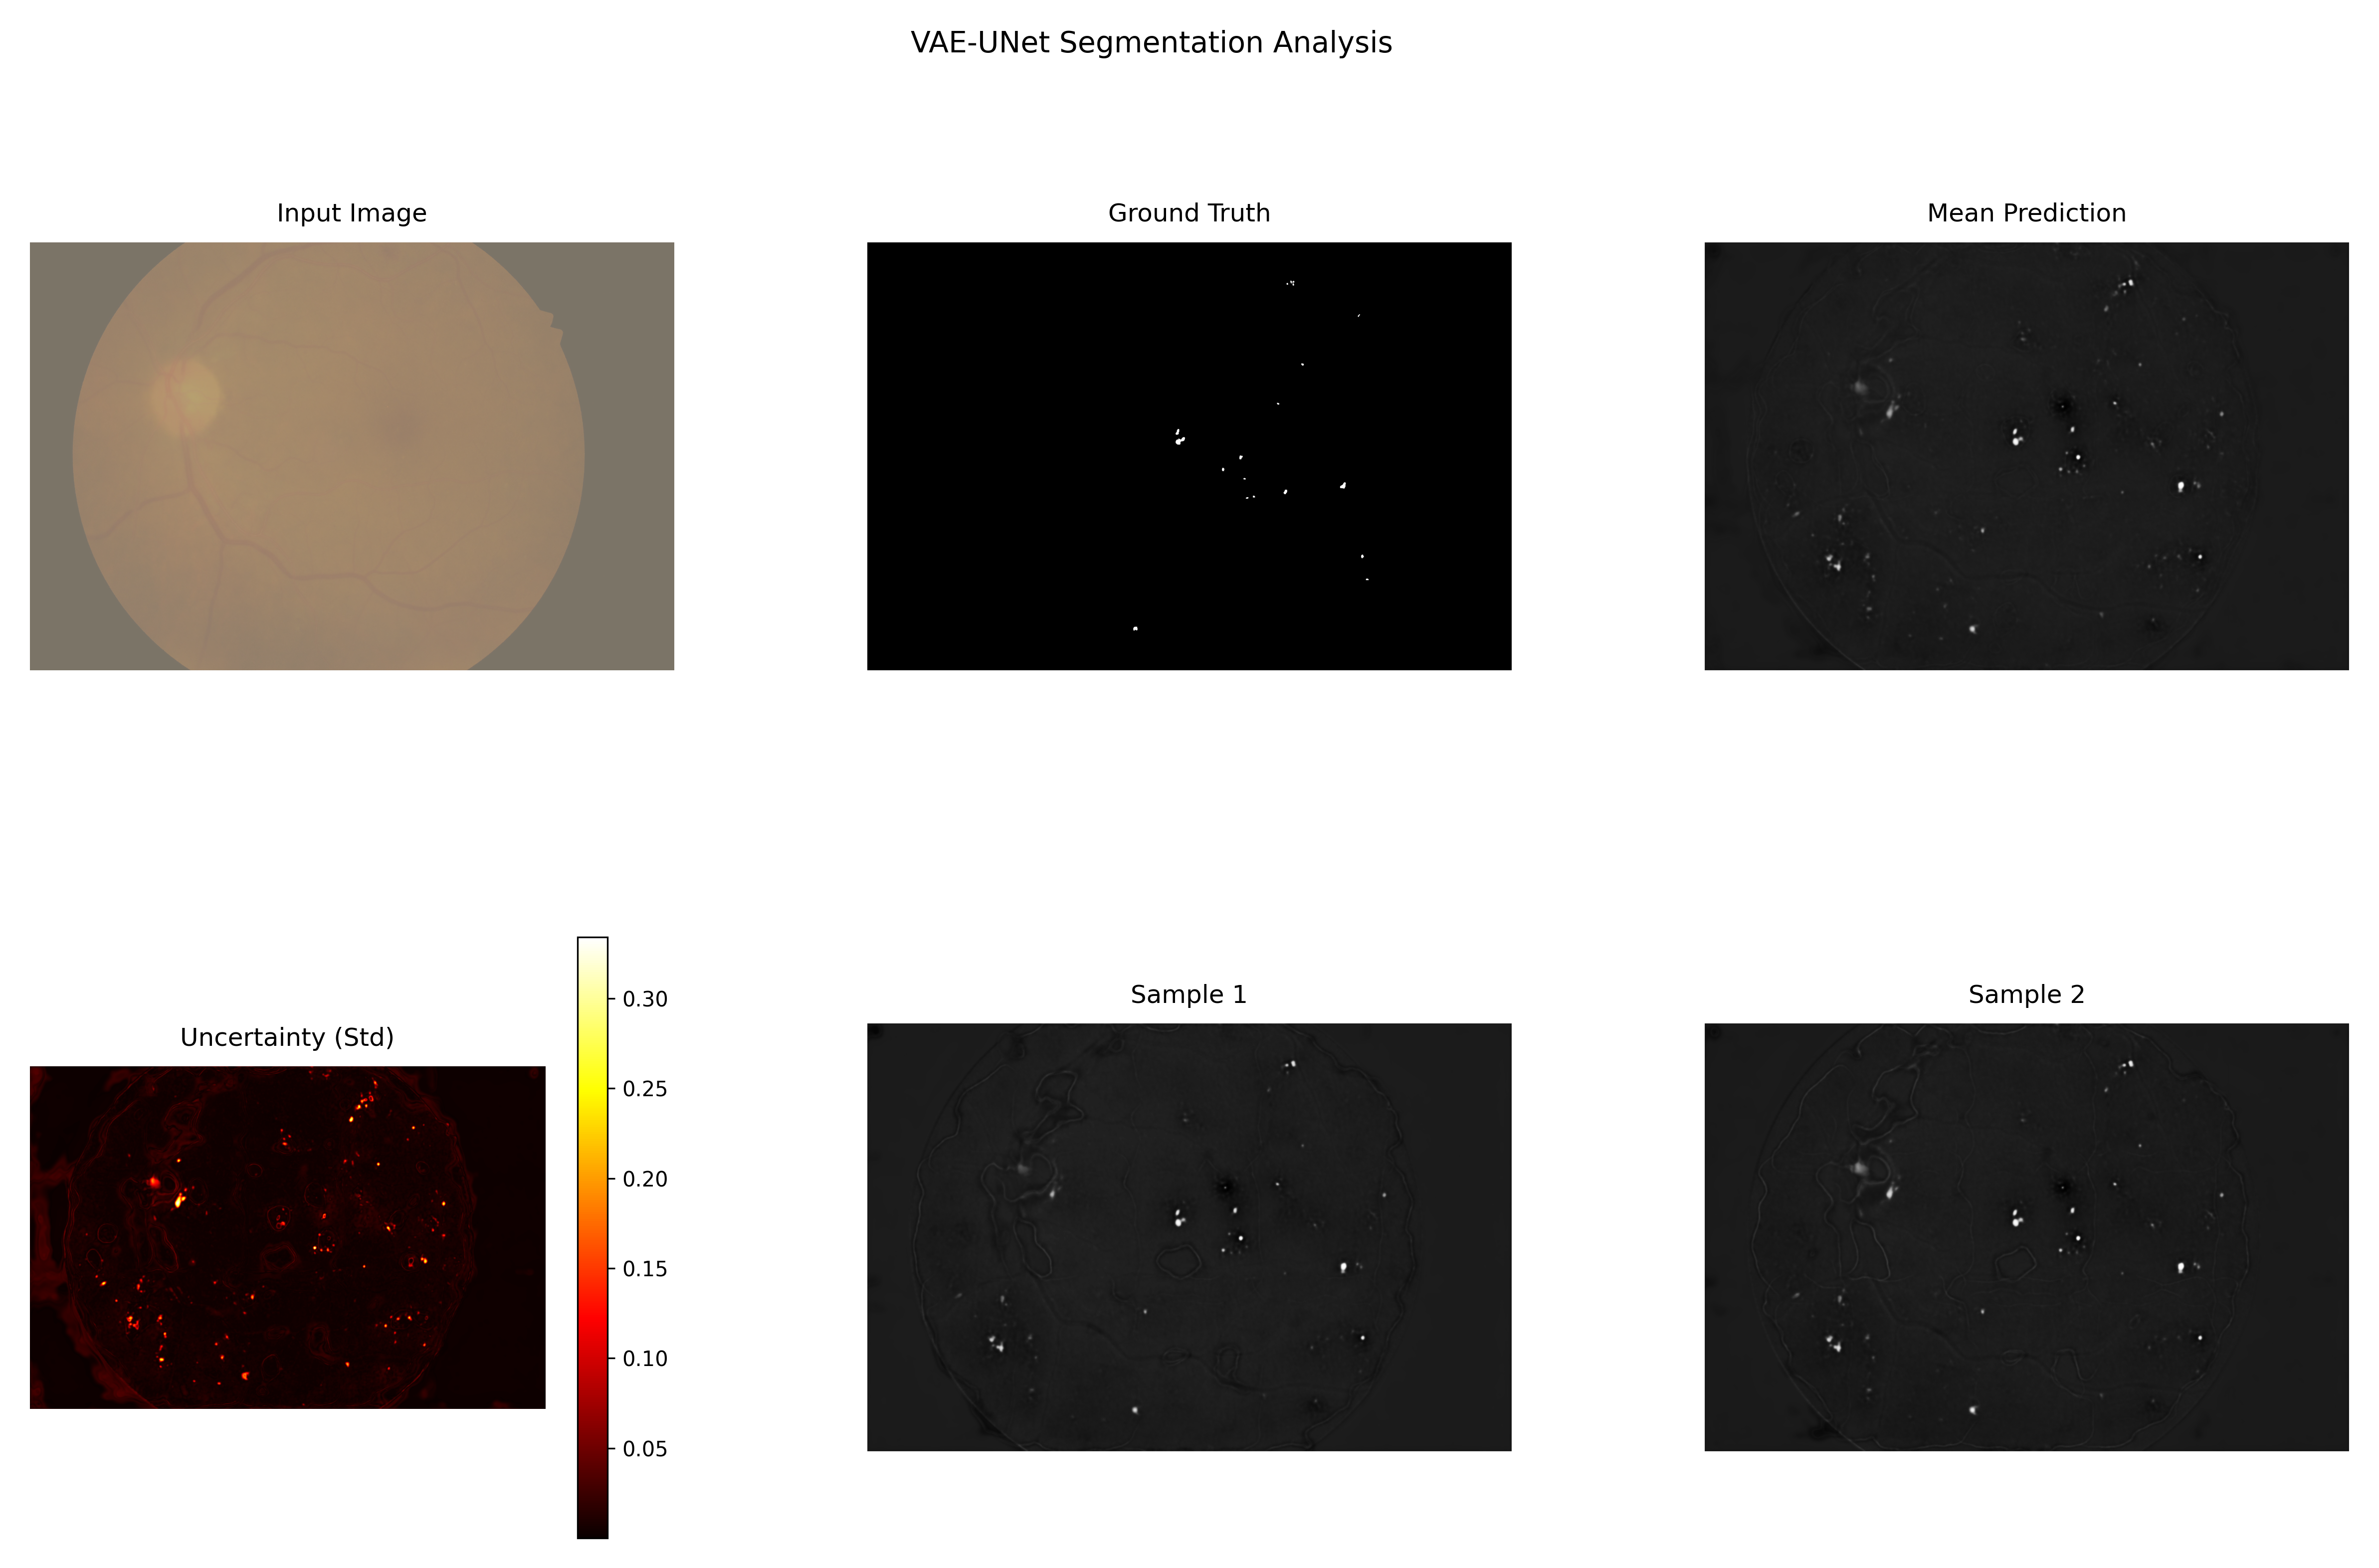 VAE-UNet Segmentation Analysis
Input Image
Ground Truth
Mean Prediction
Uncertainty (Std)
0.30
0.25
0.20
0.15
0.10
0.05
Sample 1
Sample 2